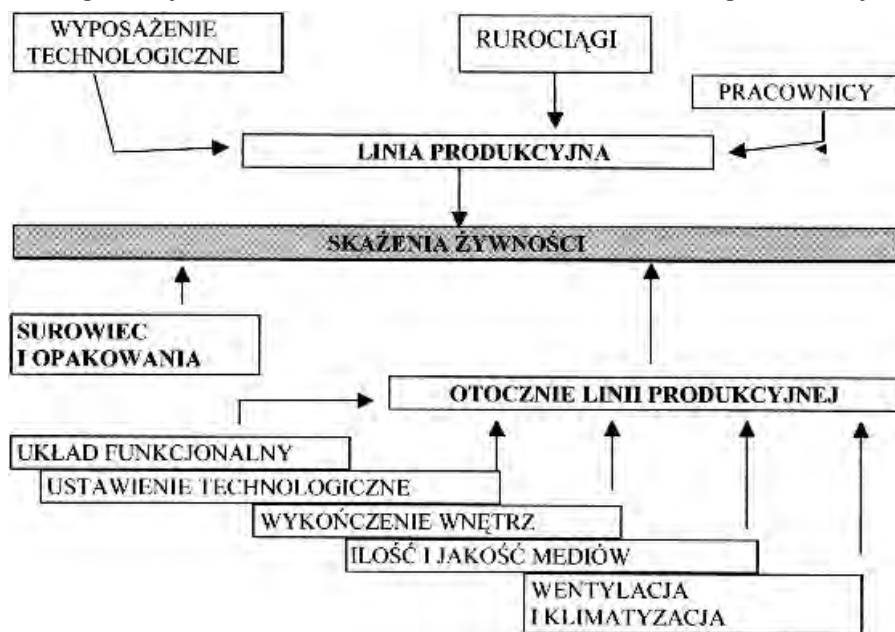 WYPOSAŻENIE
TECHNOLOGICZNE
RUROCIĄGI
PRACOWNICY
LINIA PRODUKCYJNA
SKAŻENIA ŻYWNOŚCI
SUROWIEC
I OPAKOWANIA
OTOCZNIE LINII PRODUKCYJNEJ
UKŁAD FUNKCJONALNY
USTAWIENIE TECHNOLOGICZNE
WYKOŃCZENIE WNĘTRZ
ILOŚĆ I JAKOŚĆ MEDIÓW
WENTYLACJA
I KLIMATYZACJA